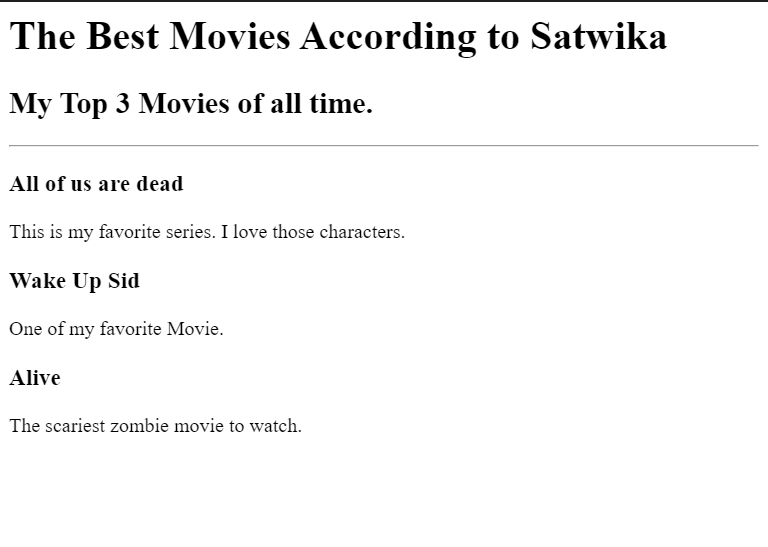 The Best Movies According to Satwika
My Top 3 Movies of all time.
All of us are dead
This is my favorite series. I love those characters.
Wake Up Sid
One of my favorite Movie.
Alive
The scariest zombie movie to watch.